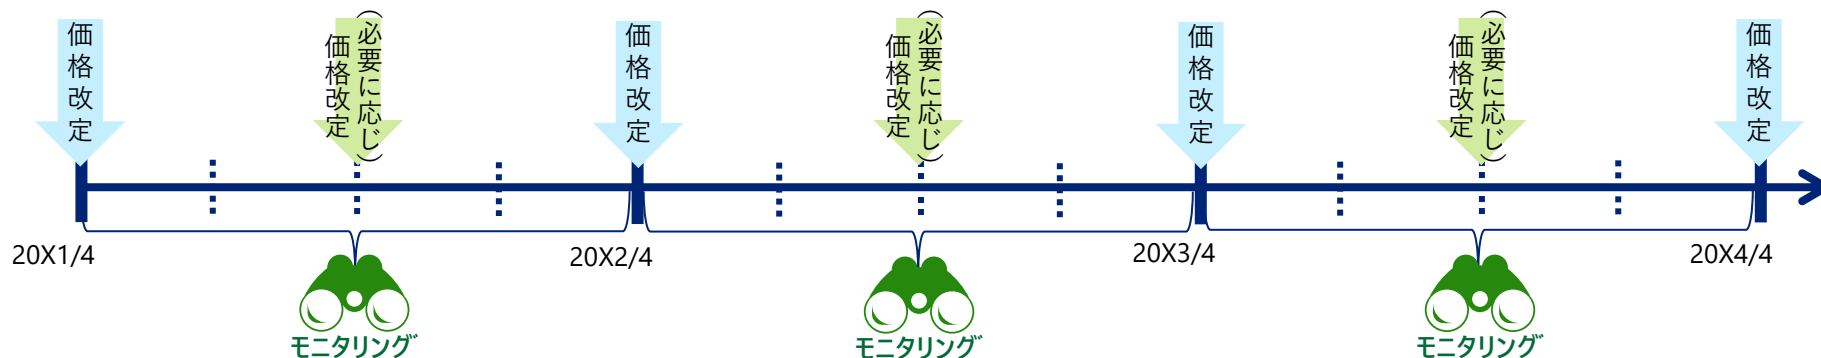 価格改定
（必要に応じ）
価格改定
価格改定
（必要に応じ）
価格改定
価格改定
（必要に応じ）
価格改定
価格改定
20X1/4
20X2/4
20X3/4
20X4/4
モニタリング
モニタリング
モニタリング